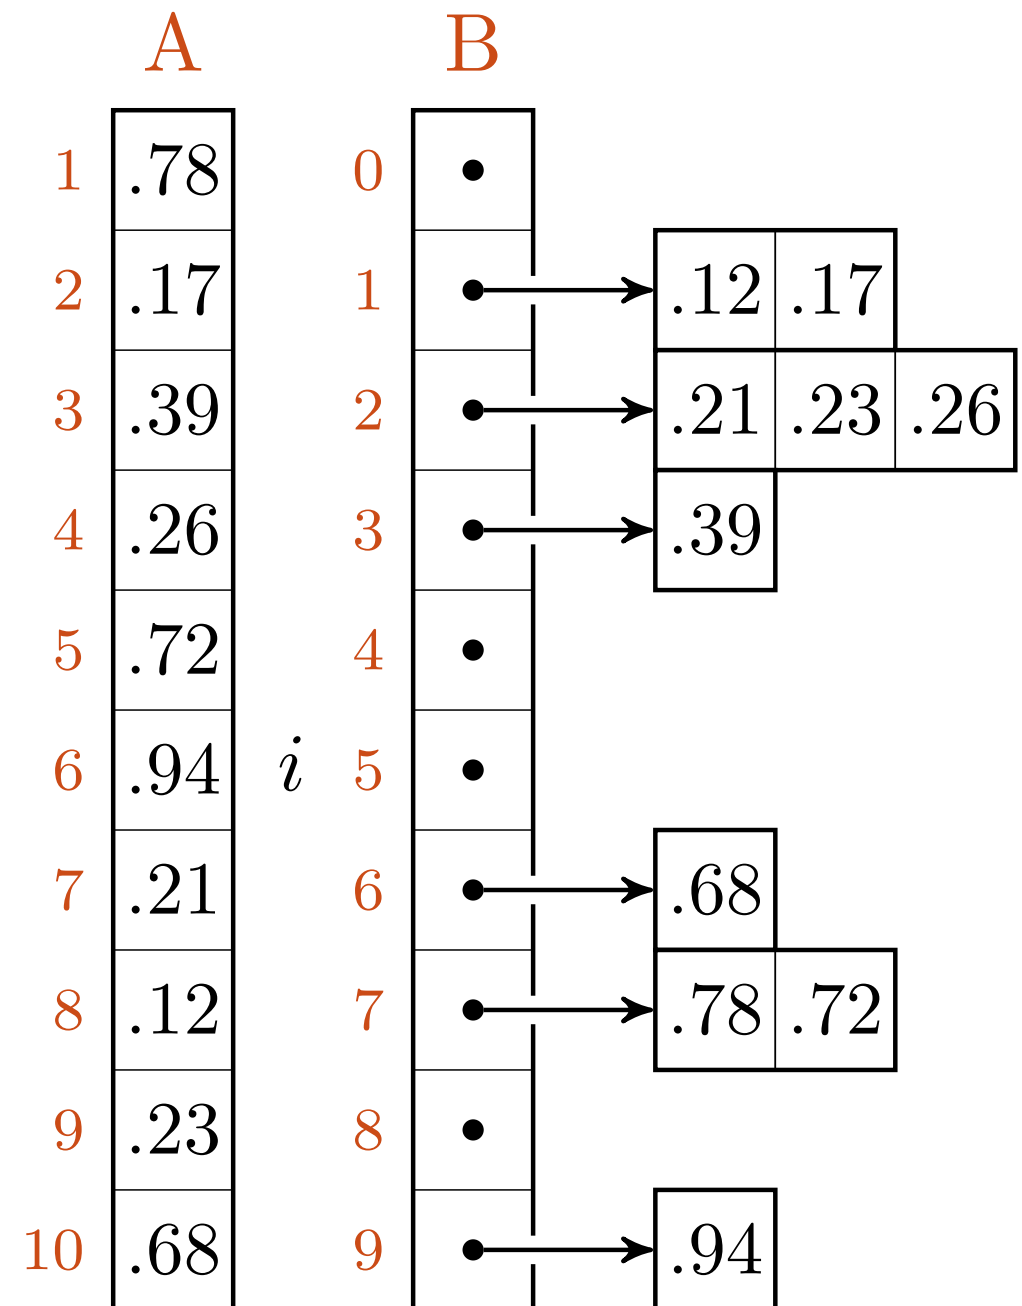 A B
1 .78 0
2 .17 1 .12 .17
3 .39 2 .21 .23 .26
4 .26 3 .39
5 .72 4
6 .94 i 5
7 .21 6 .68
8 .12 7 .78 .72
9 .23 8
10 .68 9 .94